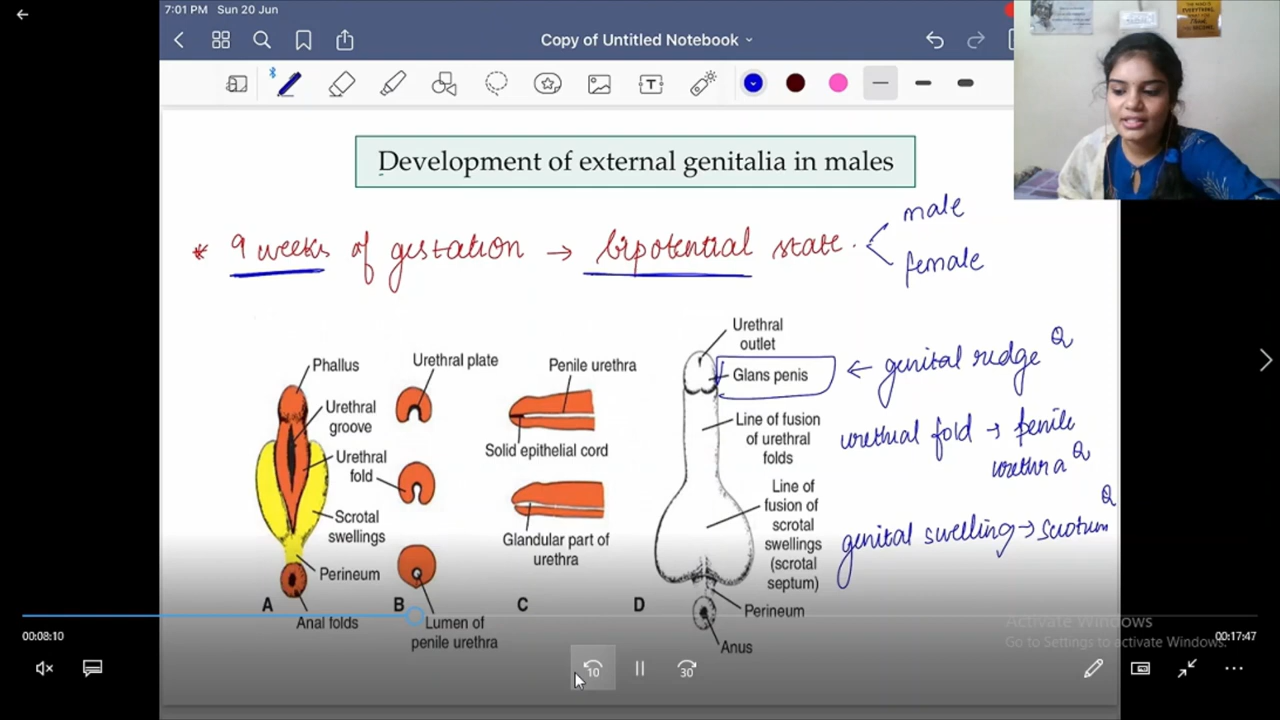 7:01 PM Sun 20 Jun
Copy of Untitled Notebook
Development of external genitalia in males
* 9 weeks of gestation → bipotential state.
male
female
Phallus
Urethral
groove
Urethral
fold
Scrotal
swellings
Perineum
Anal folds
A
Urethral plate
B
Lumen of
penile urethra
Penile urethra
Solid epithelial cord
Glandular part of
urethra
C
Urethral
outlet
Glans penis
Line of fusion
of urethral
folds
Line of
fusion of
scrotal
swellings
(scrotal
septum)
Perineum
Anus
D
← genital ridge Q
urethral fold → penile
urethra Q
genital swelling → scrotum Q
Activate Windows
Go to Settings to activate Windows.
00:08:10
00:17:47
10
30